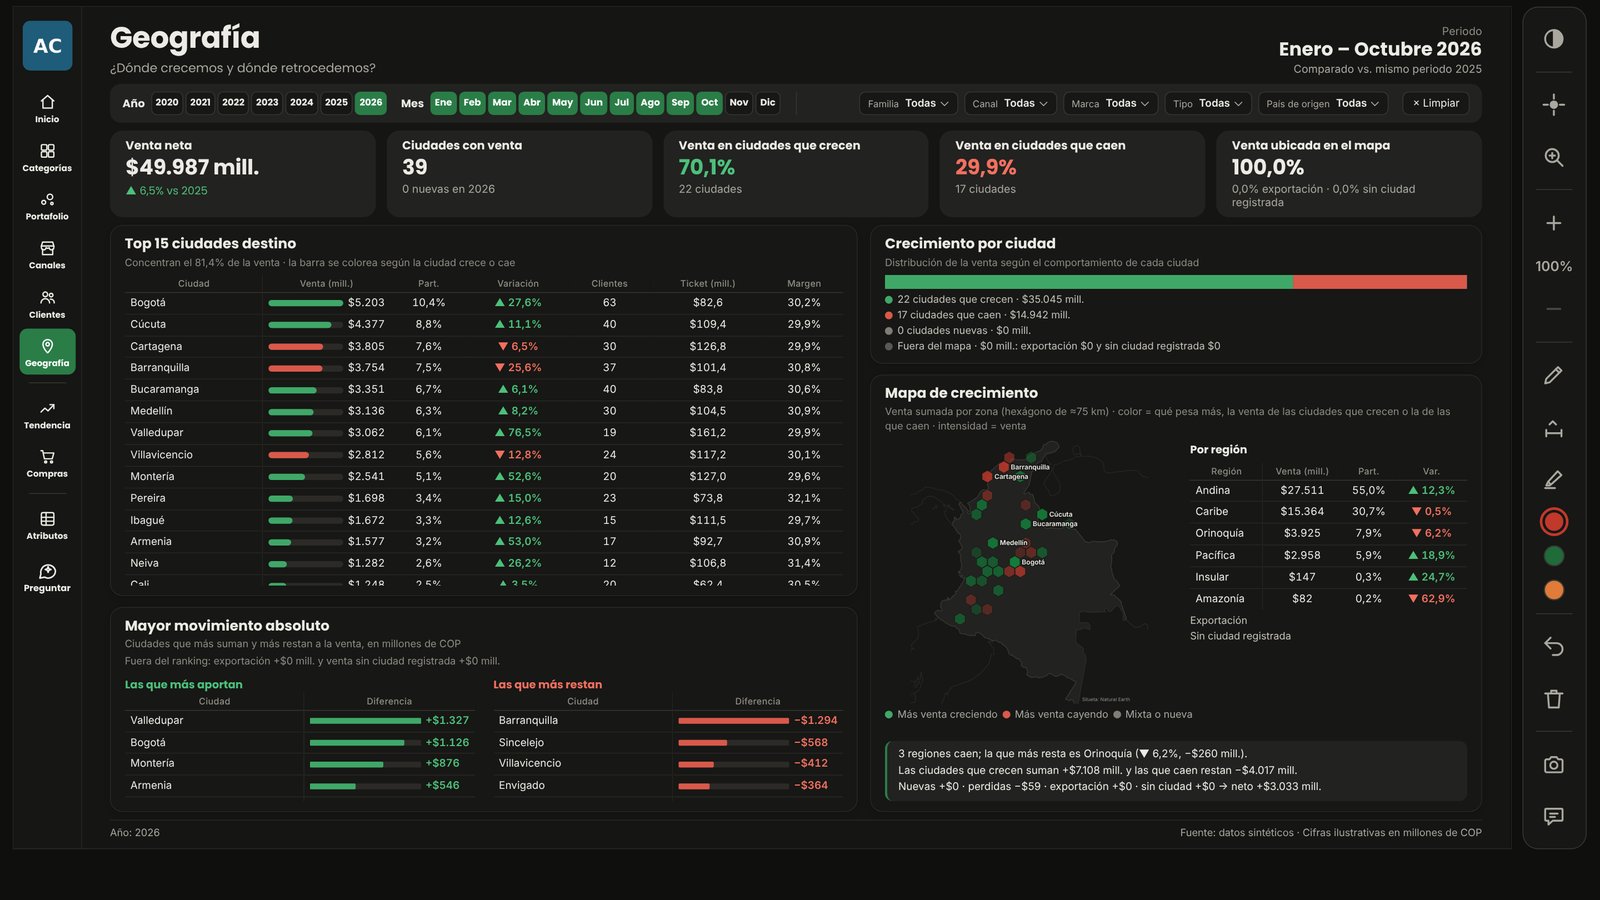 AC
Inicio
Categorías
Portafolio
Canales
Clientes
Geografía
Tendencia
Compras
Atributos
Preguntar
Geografía
¿Dónde crecemos y dónde retrocedemos?
Periodo
Enero – Octubre 2026
Comparado vs. mismo periodo 2025
Año 2020 2021 2022 2023 2024 2025 2026 Mes Ene Feb Mar Abr May Jun Jul Ago Sep Oct Nov Dic
Familia Todas Canal Todas Marca Todas Tipo Todas País de origen Todas × Limpiar
Venta neta
$49.987 mill.
▲ 6,5% vs 2025
Ciudades con venta
39
0 nuevas en 2026
Venta en ciudades que crecen
70,1%
22 ciudades
Venta en ciudades que caen
29,9%
17 ciudades
Venta ubicada en el mapa
100,0%
0,0% exportación · 0,0% sin ciudad
registrada
Top 15 ciudades destino
Concentran el 81,4% de la venta · la barra se colorea según la ciudad crece o cae
Ciudad Venta (mill.) Part. Variación Clientes Ticket (mill.) Margen
Bogotá $5.203 10,4% ▲ 27,6% 63 $82,6 30,2%
Cúcuta $4.377 8,8% ▲ 11,1% 40 $109,4 29,9%
Cartagena $3.805 7,6% ▼ 6,5% 30 $126,8 29,9%
Barranquilla $3.754 7,5% ▼ 25,6% 37 $101,4 30,8%
Bucaramanga $3.351 6,7% ▲ 6,1% 40 $83,8 30,6%
Medellín $3.136 6,3% ▲ 8,2% 30 $104,5 30,9%
Valledupar $3.062 6,1% ▲ 76,5% 19 $161,2 29,9%
Villavicencio $2.812 5,6% ▼ 12,8% 24 $117,2 30,1%
Montería $2.541 5,1% ▲ 52,6% 20 $127,0 29,6%
Pereira $1.698 3,4% ▲ 15,0% 23 $73,8 32,1%
Ibagué $1.672 3,3% ▲ 12,6% 15 $111,5 29,7%
Armenia $1.577 3,2% ▲ 53,0% 17 $92,7 30,9%
Neiva $1.282 2,6% ▲ 26,2% 12 $106,8 31,4%
Cali $1.248 2,5% ▲ 3,5% 20 $62,4 30,5%
Mayor movimiento absoluto
Ciudades que más suman y más restan a la venta, en millones de COP
Fuera del ranking: exportación +$0 mill. y venta sin ciudad registrada +$0 mill.
Las que más aportan
Ciudad Diferencia
Valledupar +$1.327
Bogotá +$1.126
Montería +$876
Armenia +$546
Las que más restan
Ciudad Diferencia
Barranquilla −$1.294
Sincelejo −$568
Villavicencio −$412
Envigado −$364
Crecimiento por ciudad
Distribución de la venta según el comportamiento de cada ciudad
22 ciudades que crecen · $35.045 mill.
17 ciudades que caen · $14.942 mill.
0 ciudades nuevas · $0 mill.
Fuera del mapa · $0 mill.: exportación $0 y sin ciudad registrada $0
Mapa de crecimiento
Venta sumada por zona (hexágono de ≈75 km) · color = qué pesa más, la venta de las ciudades que crecen o la de las
que caen · intensidad = venta
Barranquilla
Cartagena
Cúcuta
Bucaramanga
Medellín
Bogotá
Silueta: Natural Earth
Por región
Región Venta (mill.) Part. Var.
Andina $27.511 55,0% ▲ 12,3%
Caribe $15.364 30,7% ▼ 0,5%
Orinoquía $3.925 7,9% ▼ 6,2%
Pacífica $2.958 5,9% ▲ 18,9%
Insular $147 0,3% ▲ 24,7%
Amazonía $82 0,2% ▼ 62,9%
Exportación
Sin ciudad registrada
Más venta creciendo Más venta cayendo Mixta o nueva
3 regiones caen; la que más resta es Orinoquía (▼ 6,2%, −$260 mill.).
Las ciudades que crecen suman +$7.108 mill. y las que caen restan −$4.017 mill.
Nuevas +$0 · perdidas −$59 · exportación +$0 · sin ciudad +$0 → neto +$3.033 mill.
Año: 2026
Fuente: datos sintéticos · Cifras ilustrativas en millones de COP
100%